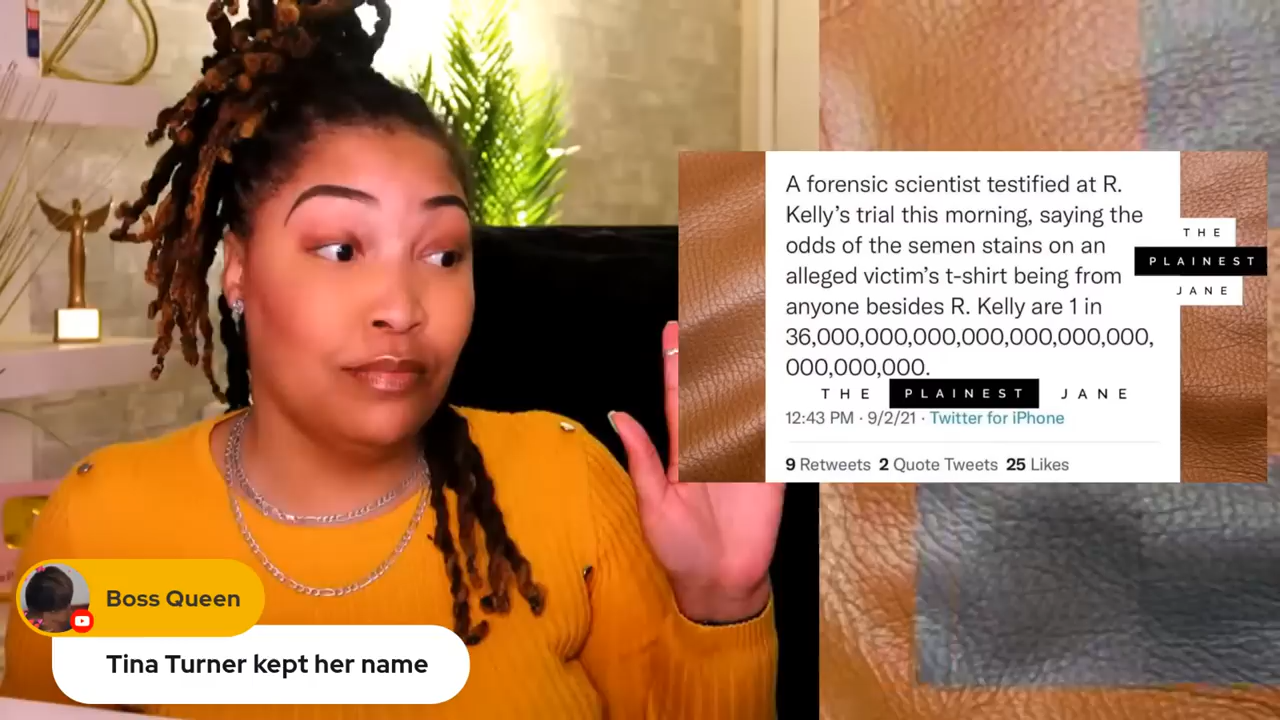 A forensic scientist testified at R.
Kelly's trial this morning, saying the
odds of the semen stains on an
alleged victim's t-shirt being from
anyone besides R. Kelly are 1 in
36,000,000,000,000,000,000,000,
000,000,000.
THE PLAINEST JANE
12:43 PM · 9/2/21 · Twitter for iPhone
9 Retweets 2 Quote Tweets 25 Likes
THE
PLAINEST
JANE
Boss Queen
Tina Turner kept her name